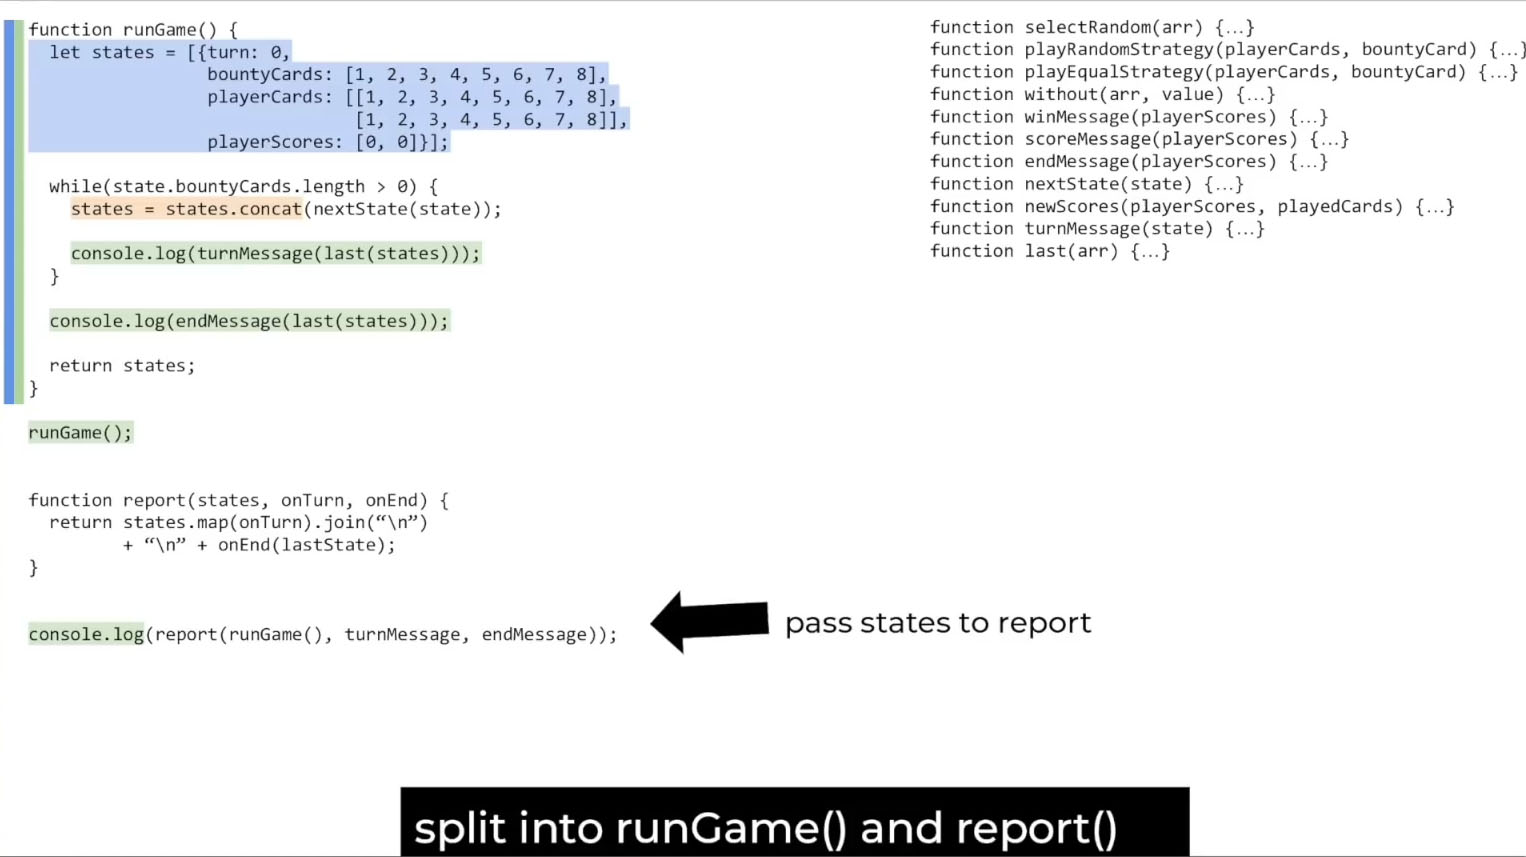 function runGame() {
  let states = [{turn: 0,
                 bountyCards: [1, 2, 3, 4, 5, 6, 7, 8],
                 playerCards: [[1, 2, 3, 4, 5, 6, 7, 8],
                               [1, 2, 3, 4, 5, 6, 7, 8]],
                 playerScores: [0, 0]}];
  while(state.bountyCards.length > 0) {
    states = states.concat(nextState(state));
    console.log(turnMessage(last(states)));
  }
  console.log(endMessage(last(states)));
  return states;
}
runGame();
function report(states, onTurn, onEnd) {
  return states.map(onTurn).join(“\n”)
         + “\n” + onEnd(lastState);
}
console.log(report(runGame(), turnMessage, endMessage));
function selectRandom(arr) {…}
function playRandomStrategy(playerCards, bountyCard) {…}
function playEqualStrategy(playerCards, bountyCard) {…}
function without(arr, value) {…}
function winMessage(playerScores) {…}
function scoreMessage(playerScores) {…}
function endMessage(playerScores) {…}
function nextState(state) {…}
function newScores(playerScores, playedCards) {…}
function turnMessage(state) {…}
function last(arr) {…}
pass states to report
split into runGame() and report()